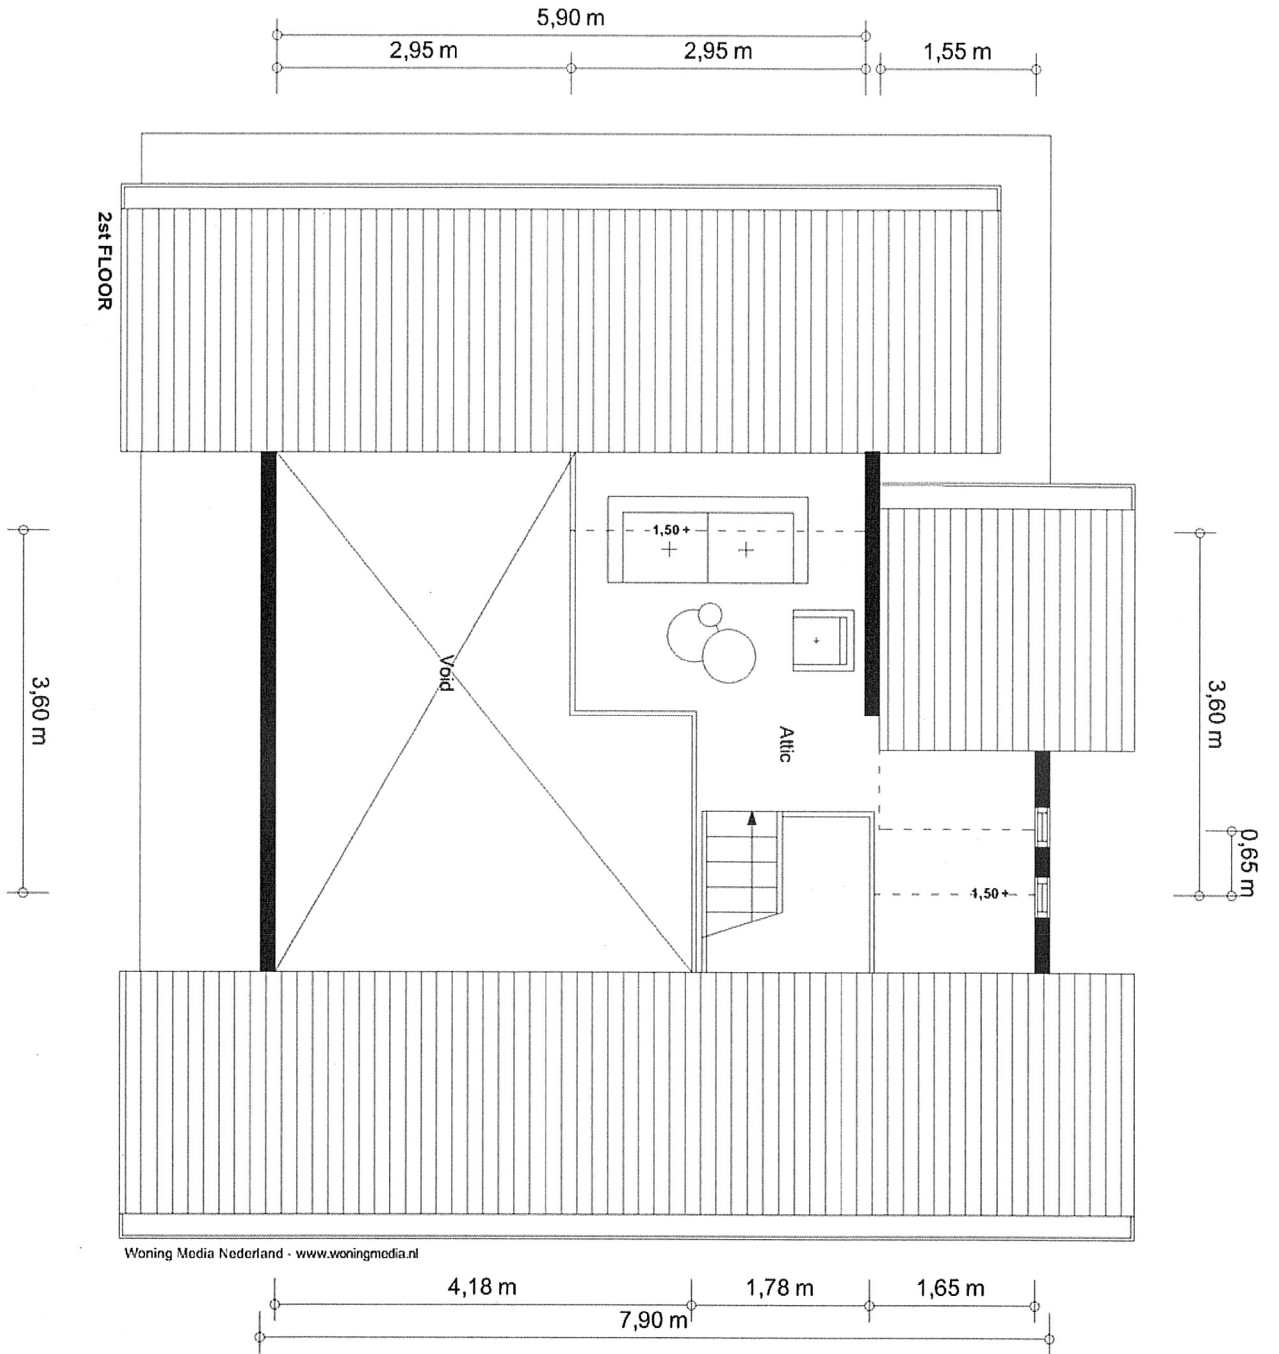 5,90 m
2,95 m
2,95 m
1,55 m
2st FLOOR
1,50 +
3,60 m
Void
Attic
3,60 m
0,65 m
1,50 +
Woning Media Nederland - www.woningmedia.nl
4,18 m
1,78 m
1,65 m
7,90 m